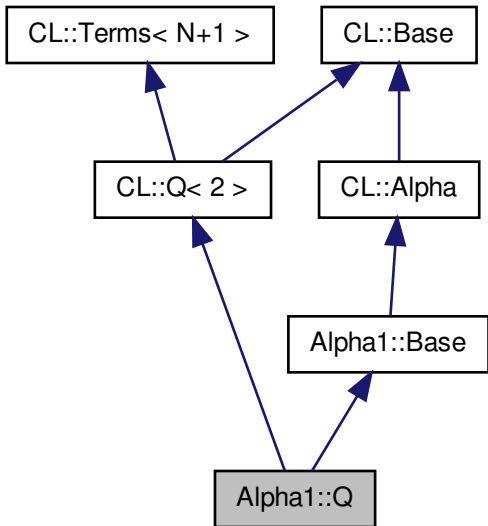 CL::Terms< N+1 >
CL::Base
CL::Q< 2 >
CL::Alpha
Alpha1::Base
Alpha1::Q